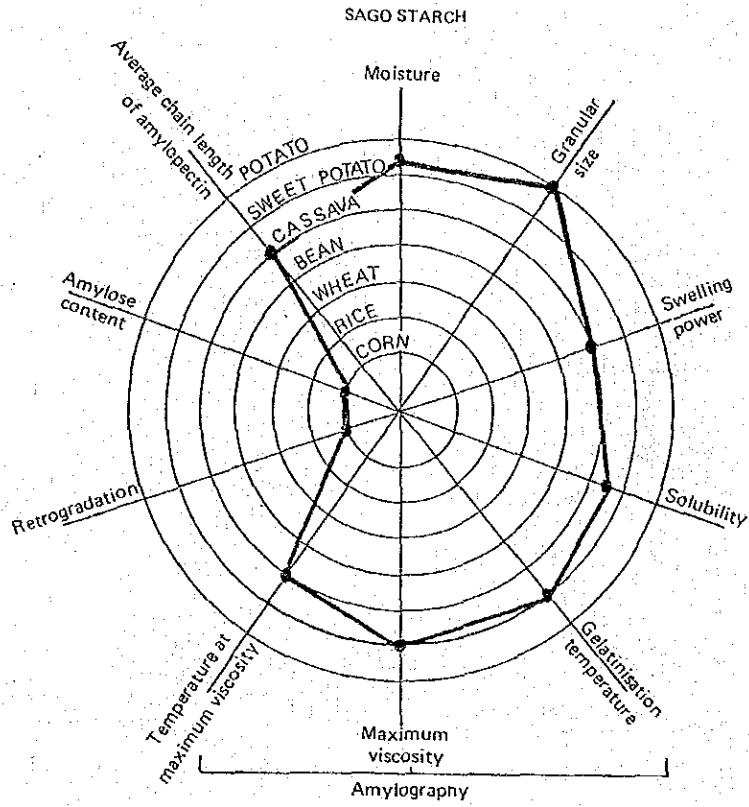 SAGO STARCH
Moisture
Average chain length
of amylopectin
Granular
size
POTATO
SWEET POTATO
CASSAVA
BEAN
WHEAT
RICE
CORN
Amylose
content
Swelling
power
Retrogradation
Solubility
Temperature at
maximum viscosity
Gelatinisation
temperature
Maximum
viscosity
Amylography